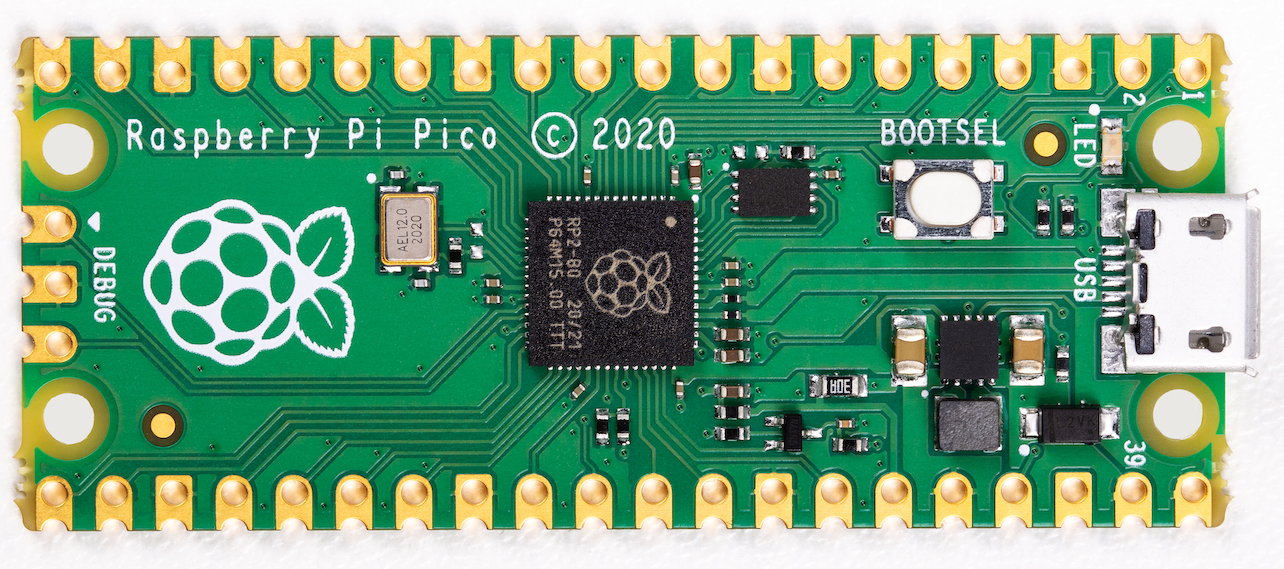 Raspberry Pi Pico © 2020
BOOTSEL
LED
2
1
DEBUG
AEL12.0
2020
RP2-B0 20/21
P64M15.00 TTT
USB
39